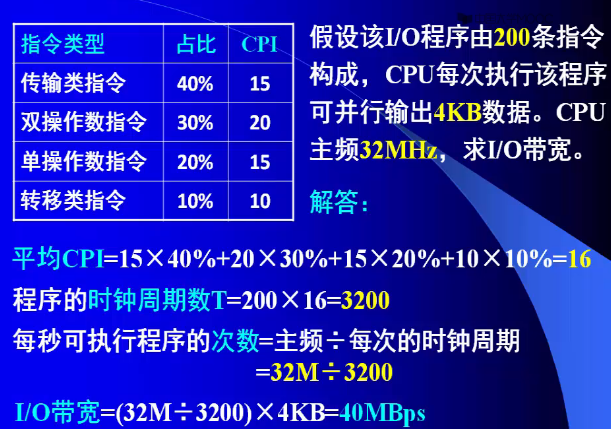 指令类型 占比 CPI
传输类指令 40% 15
双操作数指令 30% 20
单操作数指令 20% 15
转移类指令 10% 10
假设该I/O程序由200条指令
构成，CPU每次执行该程序
可并行输出4KB数据。CPU
主频32MHz，求I/O带宽。
解答：
平均CPI=15×40%+20×30%+15×20%+10×10%=16
程序的时钟周期数T=200×16=3200
每秒可执行程序的次数=主频÷每次的时钟周期
=32M÷3200
I/O带宽=(32M÷3200)×4KB=40MBps